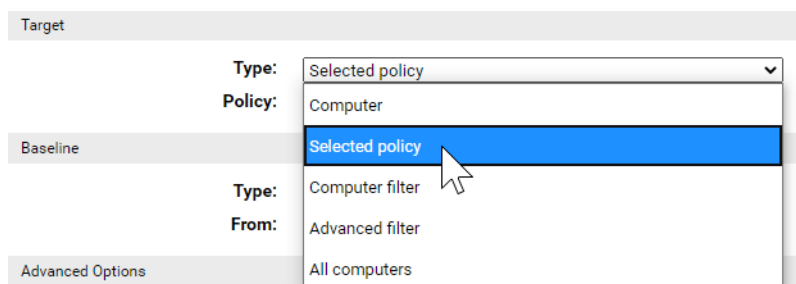 Target
Type: Selected policy
Policy: Computer
Selected policy
Baseline
Type: Computer filter
From: Advanced filter
Advanced Options All computers